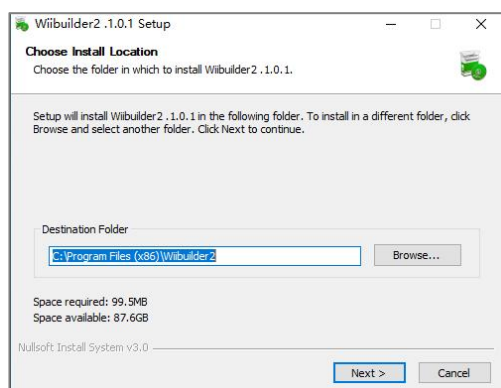 Wiibuilder2 .1.0.1 Setup
Choose Install Location
Choose the folder in which to install Wiibuilder2 .1.0.1.
Setup will install Wiibuilder2 .1.0.1 in the following folder. To install in a different folder, click
Browse and select another folder. Click Next to continue.
Destination Folder
C:\Program Files (x86)\Wiibuilder2
Browse...
Space required: 99.5MB
Space available: 87.6GB
Nullsoft Install System v3.0
Next >
Cancel